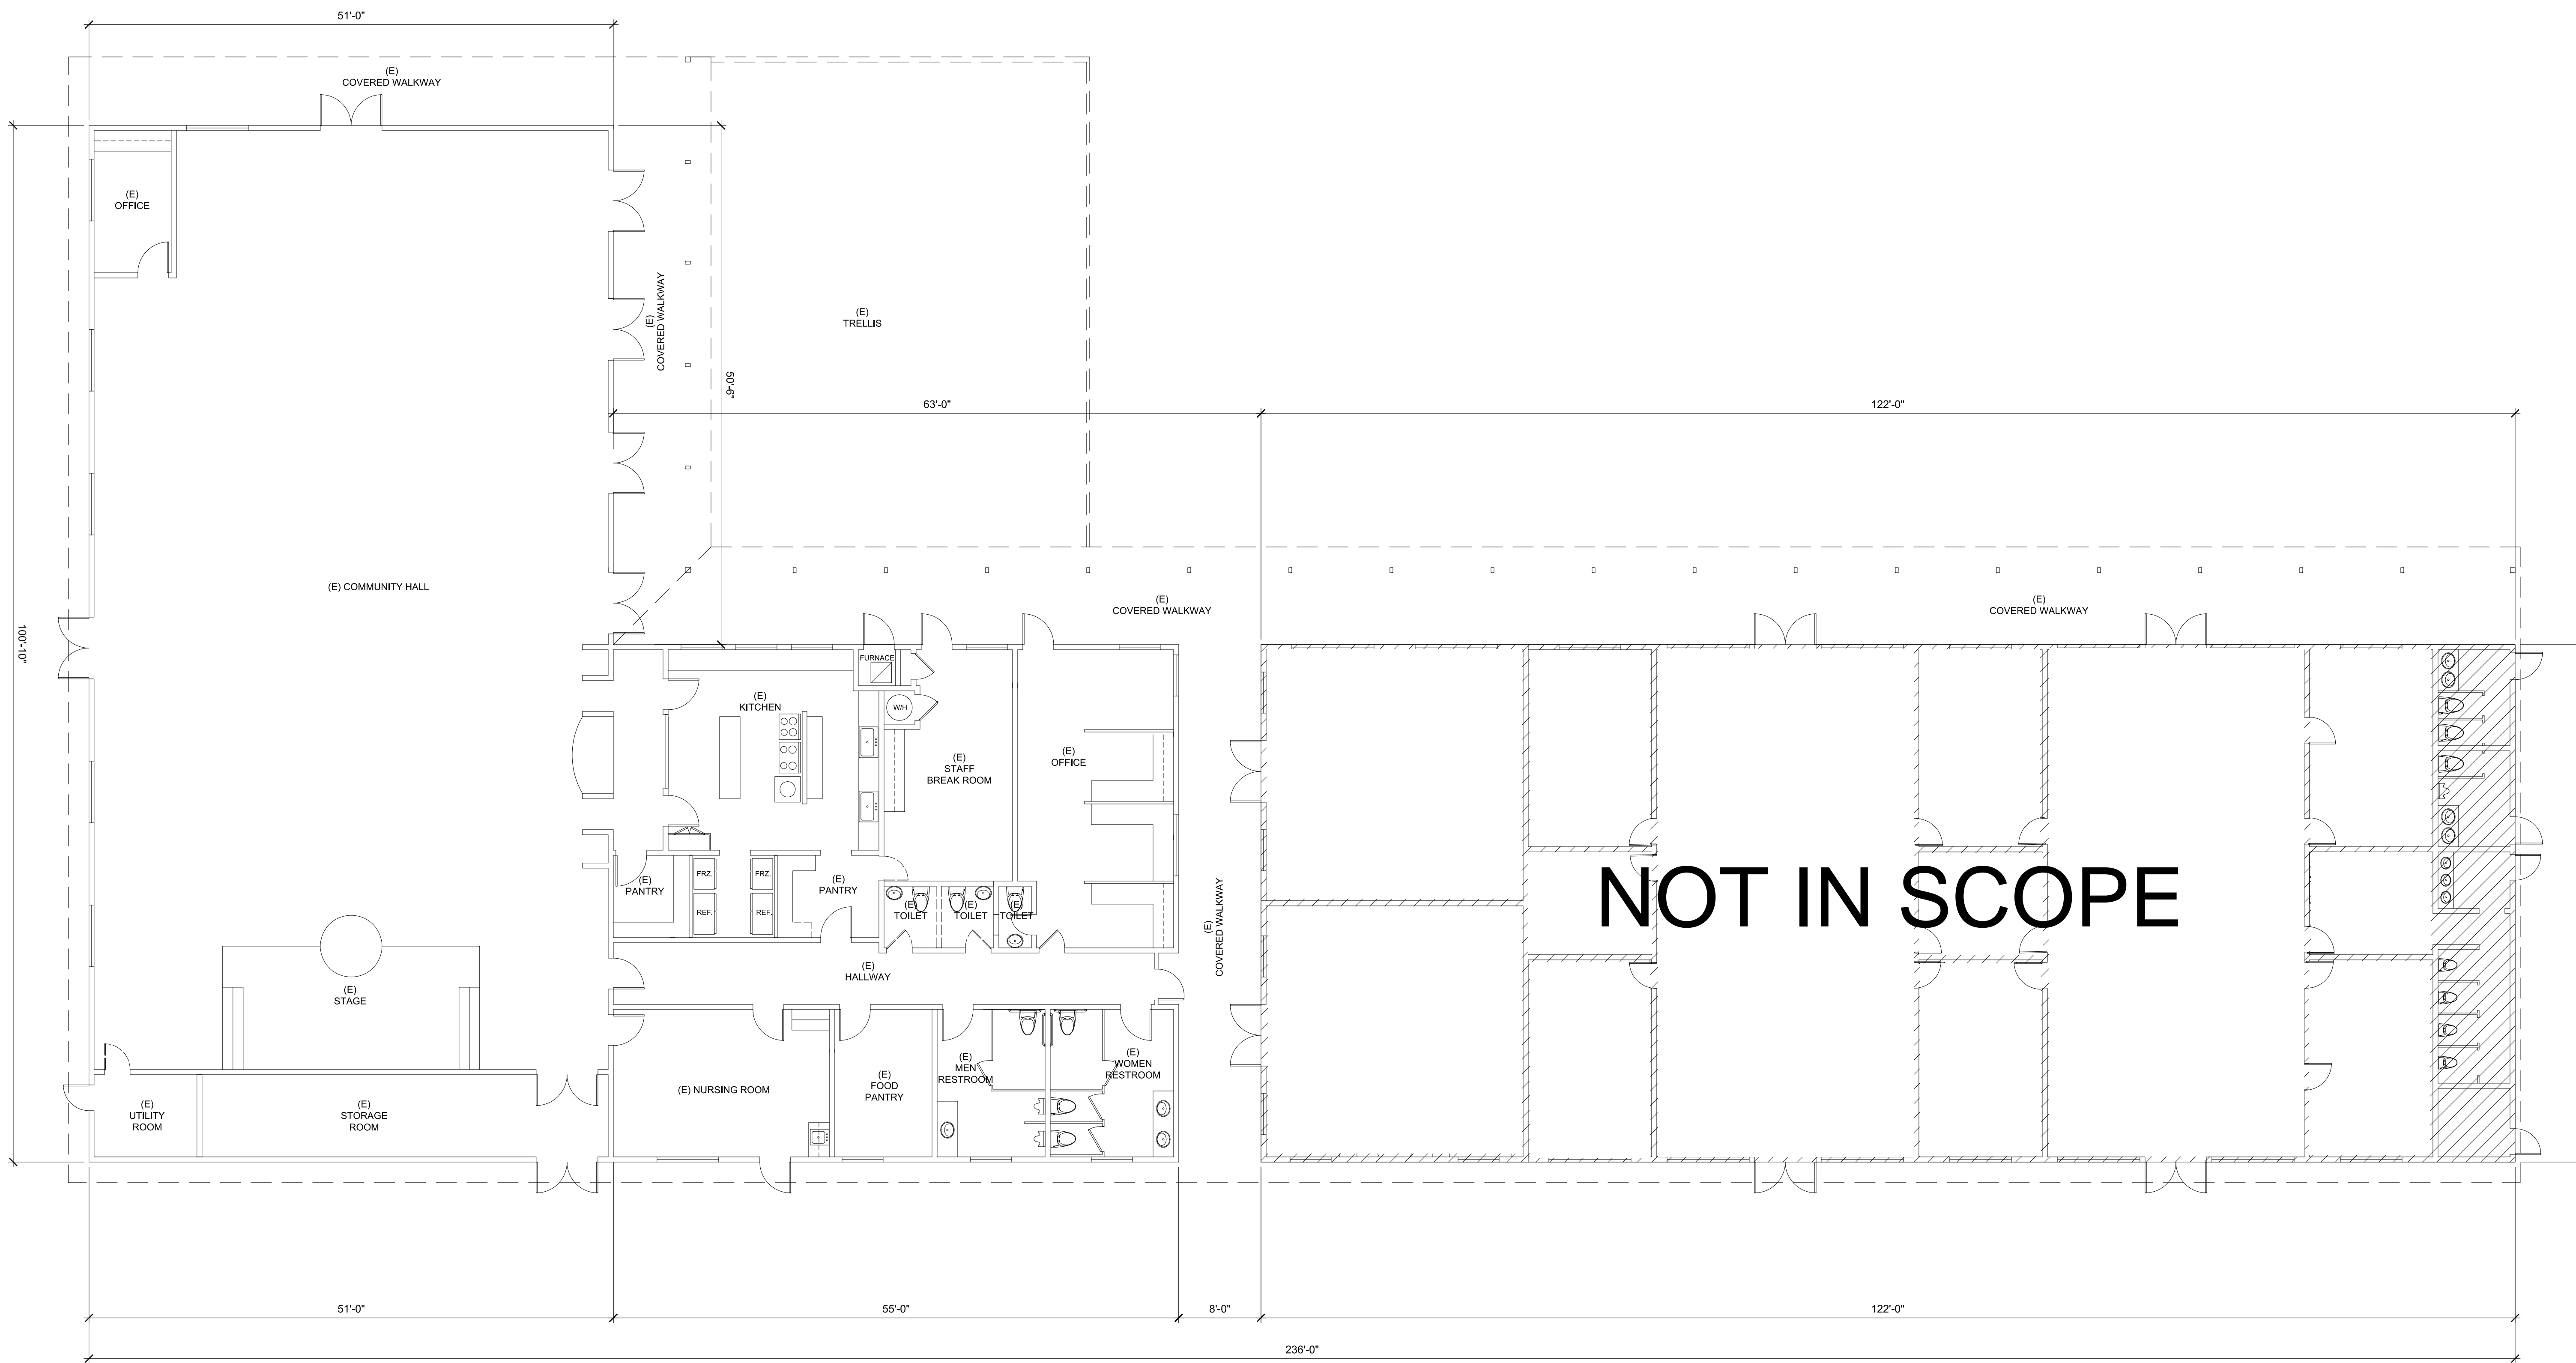 51'-0"
(E)
COVERED WALKWAY
(E)
OFFICE
(E)
COVERED WALKWAY
(E)
TRELLIS
50'-6"
63'-0"
122'-0"
100'-10"
(E) COMMUNITY HALL
(E)
COVERED WALKWAY
(E)
COVERED WALKWAY
FURNACE
W/H
(E)
KITCHEN
(E)
STAFF
BREAK ROOM
(E)
OFFICE
FRZ.
FRZ.
REF.
REF.
(E)
PANTRY
(E)
PANTRY
(E)
TOILET
(E)
TOILET
(E)
TOILET
(E)
COVERED WALKWAY
NOT IN SCOPE
(E)
HALLWAY
(E)
STAGE
(E)
UTILITY
ROOM
(E)
STORAGE
ROOM
(E) NURSING ROOM
(E)
FOOD
PANTRY
(E)
MEN
RESTROOM
(E)
WOMEN
RESTROOM
51'-0"
55'-0"
8'-0"
122'-0"
236'-0"